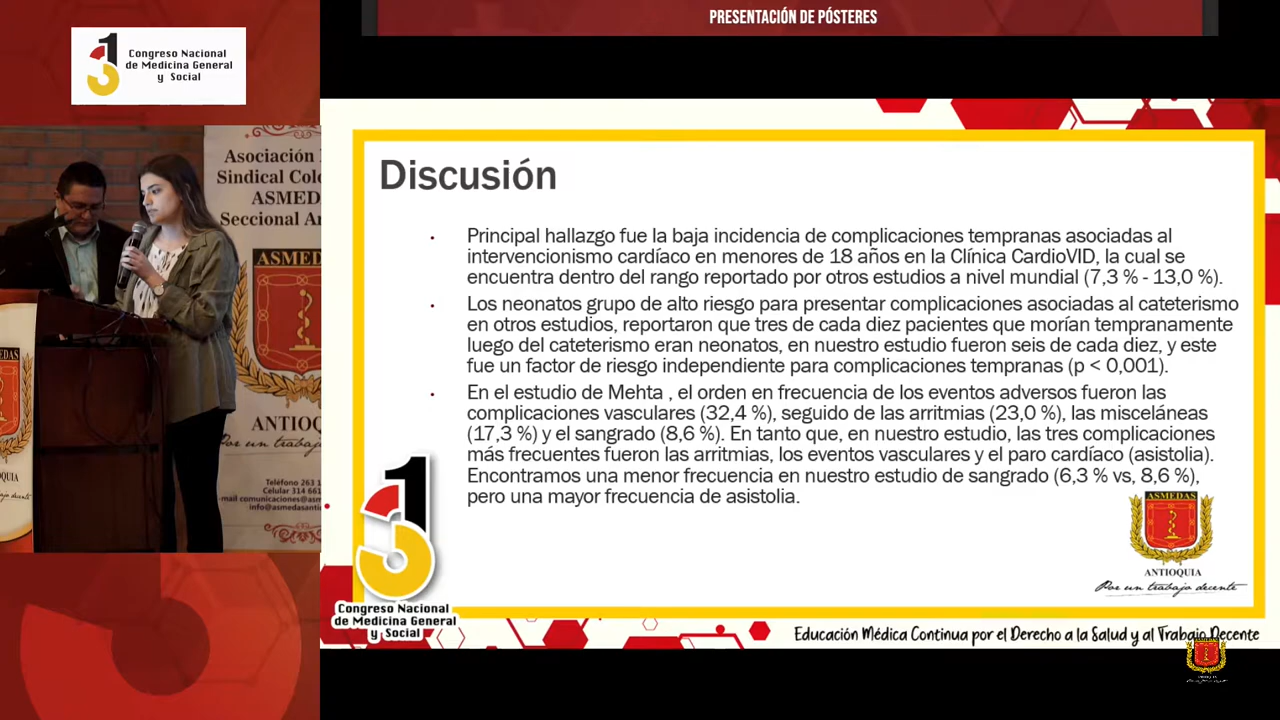 PRESENTACIÓN DE PÓSTERES
Congreso Nacional
de Medicina General
y Social
Asociación
Sindical Colo
ASMED
Seccional An
ASMEDAS
ANTIOQUIA
Por un trabajo
Teléfono 263 1
Celular 314 661
mail comunicaciones@asm
info@asmedasanti
ASMEDAS
Discusión
· Principal hallazgo fue la baja incidencia de complicaciones tempranas asociadas al
intervencionismo cardíaco en menores de 18 años en la Clínica CardioVID, la cual se
encuentra dentro del rango reportado por otros estudios a nivel mundial (7,3 % - 13,0 %).
· Los neonatos grupo de alto riesgo para presentar complicaciones asociadas al cateterismo
en otros estudios, reportaron que tres de cada diez pacientes que morían tempranamente
luego del cateterismo eran neonatos, en nuestro estudio fueron seis de cada diez, y este
fue un factor de riesgo independiente para complicaciones tempranas (p < 0,001).
· En el estudio de Mehta , el orden en frecuencia de los eventos adversos fueron las
complicaciones vasculares (32,4 %), seguido de las arritmias (23,0 %), las misceláneas
(17,3 %) y el sangrado (8,6 %). En tanto que, en nuestro estudio, las tres complicaciones
más frecuentes fueron las arritmias, los eventos vasculares y el paro cardíaco (asistolia).
Encontramos una menor frecuencia en nuestro estudio de sangrado (6,3 % vs, 8,6 %),
pero una mayor frecuencia de asistolia.
31
Congreso Nacional
de Medicina General
y Social
ASMEDAS
ANTIOQUIA
Por un trabajo decente
Educación Médica Continua por el Derecho a la Salud y al Trabajo Decente